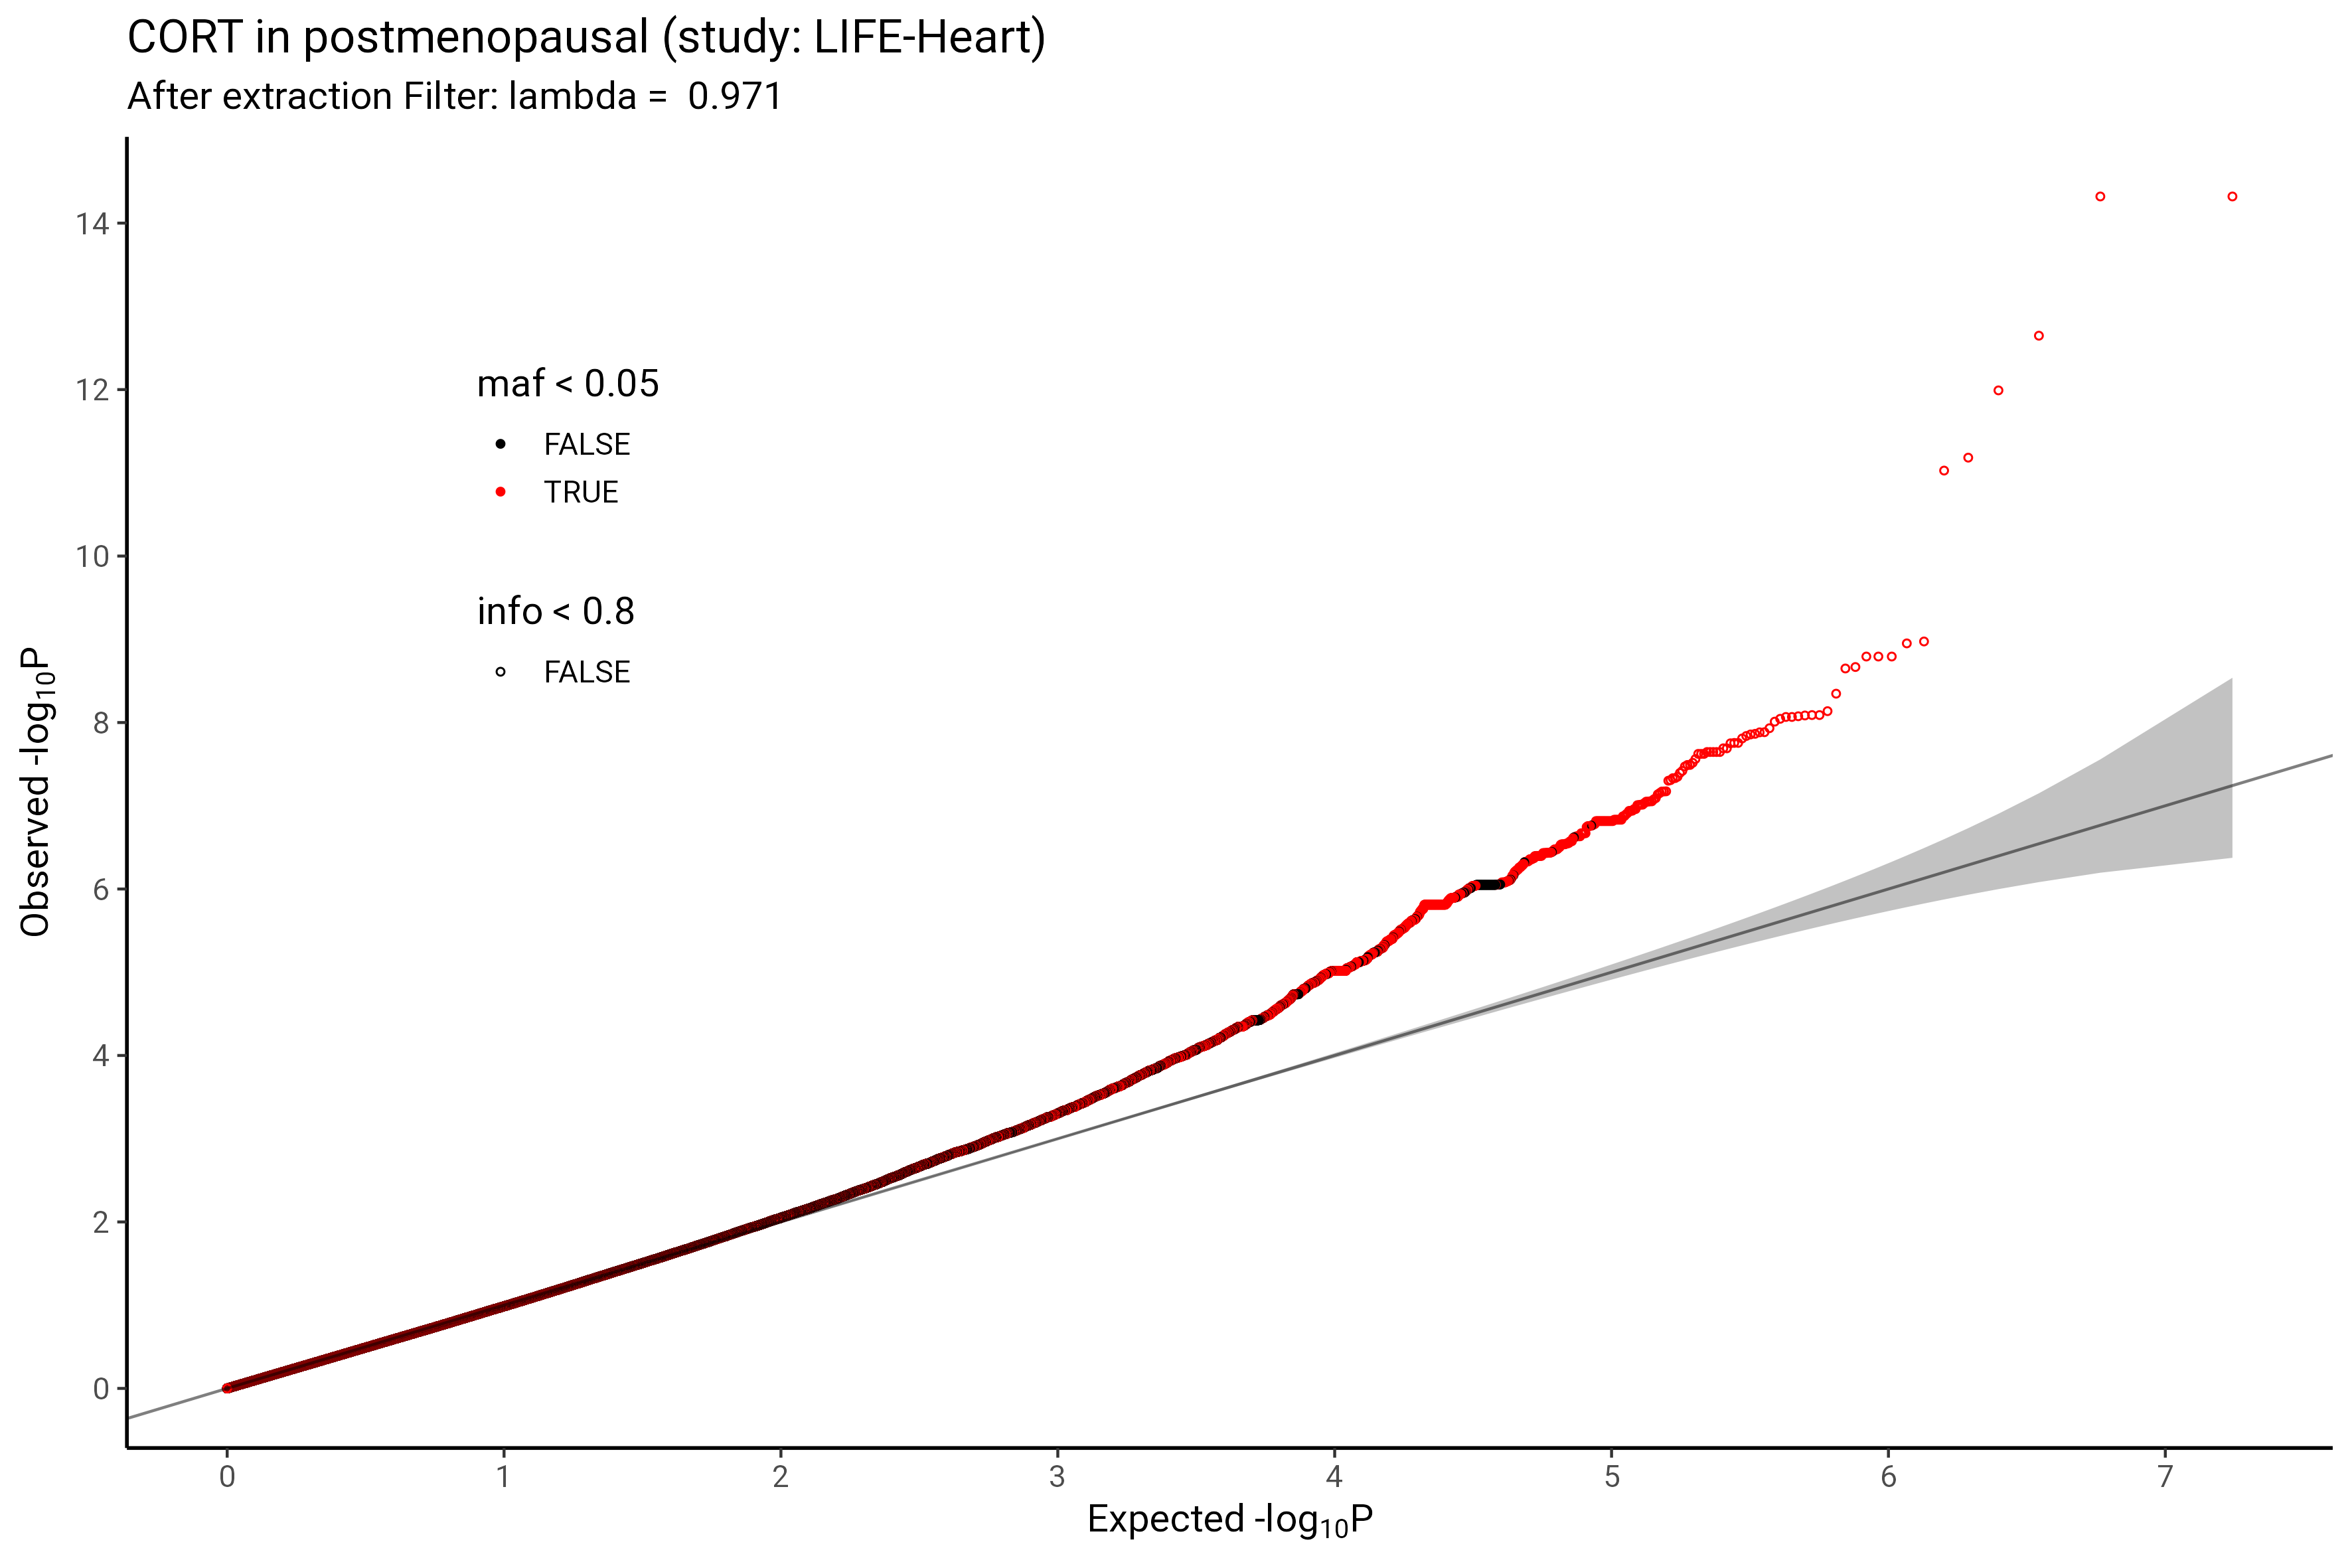 CORT in postmenopausal (study: LIFE-Heart)
After extraction Filter: lambda =  0.971
maf < 0.05
FALSE
TRUE
info < 0.8
FALSE
Observed -log10P
14
12
10
8
6
4
2
0
0 1 2 3 4 5 6 7
Expected -log10P